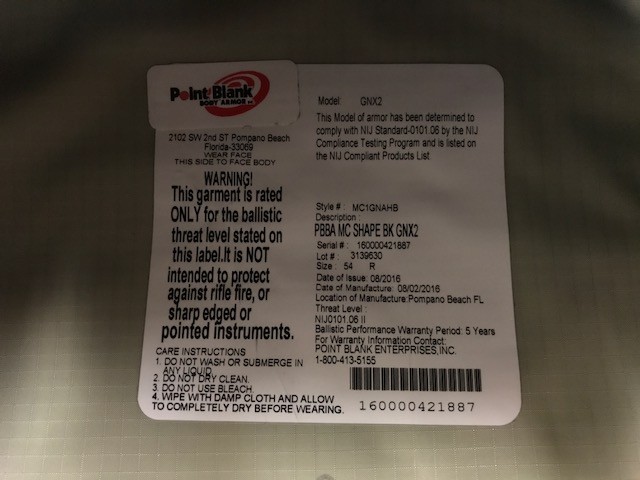 Point Blank
BODY ARMOR
2102 SW 2nd ST Pompano Beach
Florida-33069
WEAR FACE
THIS SIDE TO FACE BODY
WARNING!
This garment is rated
ONLY for the ballistic
threat level stated on
this label.It is NOT
intended to protect
against rifle fire, or
sharp edged or
pointed instruments.
CARE INSTRUCTIONS
1. DO NOT WASH OR SUBMERGE IN
ANY LIQUID.
2. DO NOT DRY CLEAN.
3. DO NOT USE BLEACH.
4. WIPE WITH DAMP CLOTH AND ALLOW
TO COMPLETELY DRY BEFORE WEARING.
Model GNX2
This Model of armor has been determined to
comply with NIJ Standard-0101.06 by the NIJ
Compliance Testing Program and is listed on
the NIJ Compliant Products List
Style # : MC1GNAHB
Description :
PBBA MC SHAPE BK GNX2
Serial # : 160000421887
Lot # : 3139630
Size : 54 R
Date of Issue: 08/2016
Date of Manufacture: 08/02/2016
Location of Manufacture:Pompano Beach FL
Threat Level :
NIJ0101.06 II
Ballistic Performance Warranty Period: 5 Years
For Warranty Information Contact:
POINT BLANK ENTERPRISES,INC.
1-800-413-5155
160000421887